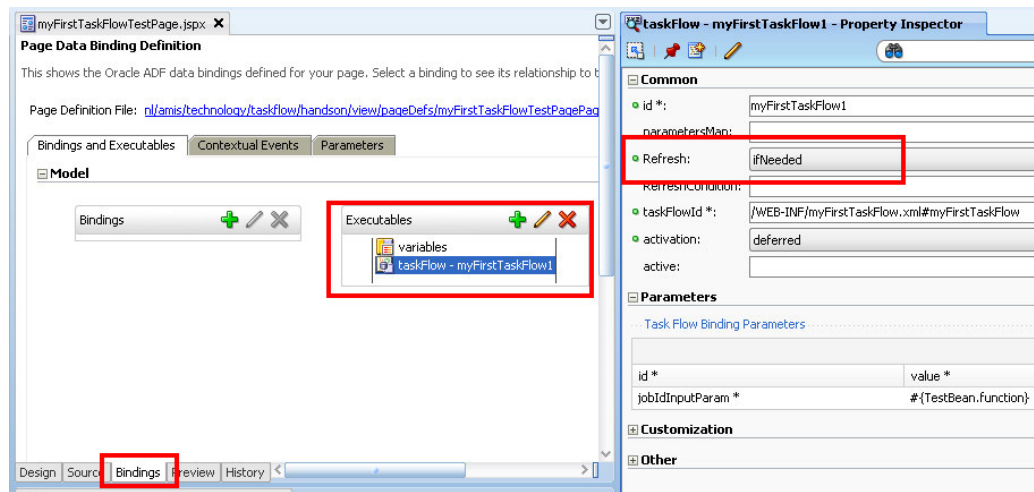 myFirstTaskFlowTestPage.jspx
Page Data Binding Definition
This shows the Oracle ADF data bindings defined for your page. Select a binding to see its relationship to t
Page Definition File: nl/amis/technology/taskflow/handson/view/pageDefs/myFirstTaskFlowTestPagePag
Bindings and Executables Contextual Events Parameters
Model
Bindings Executables
variables
taskFlow - myFirstTaskFlow1
Design Source Bindings Preview History
taskFlow - myFirstTaskFlow1 - Property Inspector
Common
id *: myFirstTaskFlow1
parametersMap:
Refresh: ifNeeded
RefreshCondition:
taskFlowId *: /WEB-INF/myFirstTaskFlow.xml#myFirstTaskFlow
activation: deferred
active:
Parameters
Task Flow Binding Parameters
id * value *
jobIdInputParam * #{TestBean.function}
Customization
Other